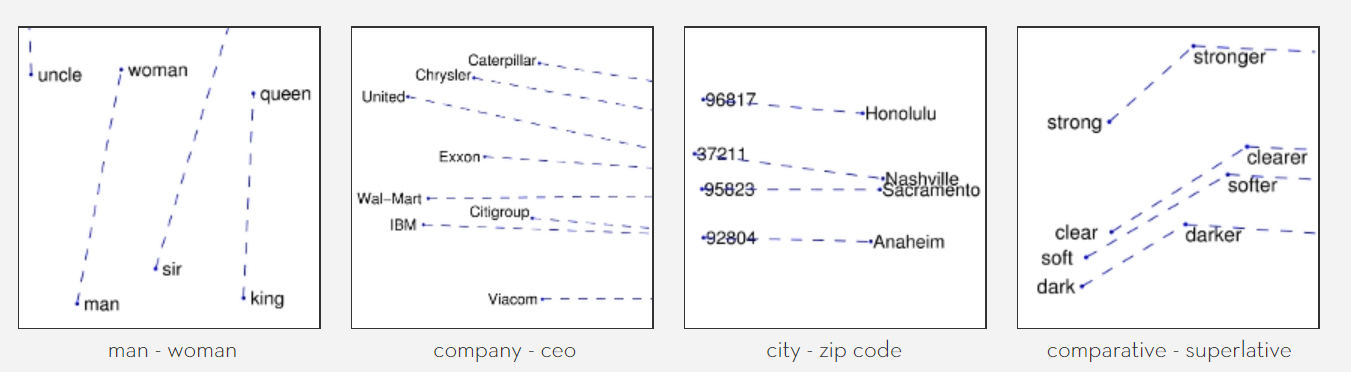 uncle
woman
queen
sir
man
king
man - woman
Caterpillar
Chrysler
United
Exxon
Wal-Mart
Citigroup
IBM
Viacom
company - ceo
96817
Honolulu
37211
Nashville
95823
Sacramento
92804
Anaheim
city - zip code
stronger
strong
clearer
softer
clear
darker
soft
dark
comparative - superlative